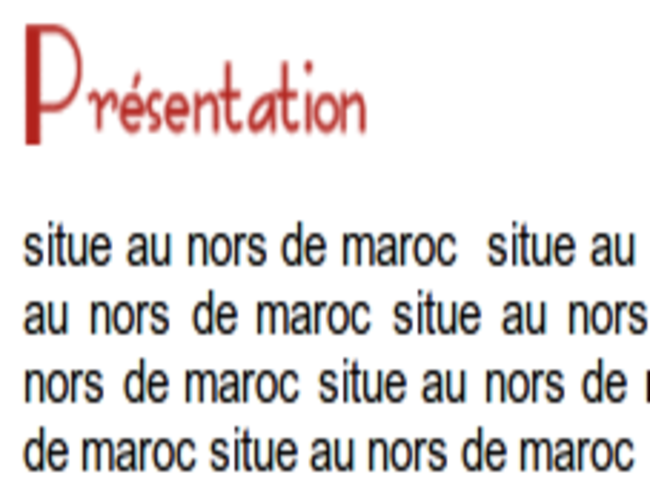 Présentation
situe au nors de maroc situe au
au nors de maroc situe au nors
nors de maroc situe au nors de
de maroc situe au nors de maroc